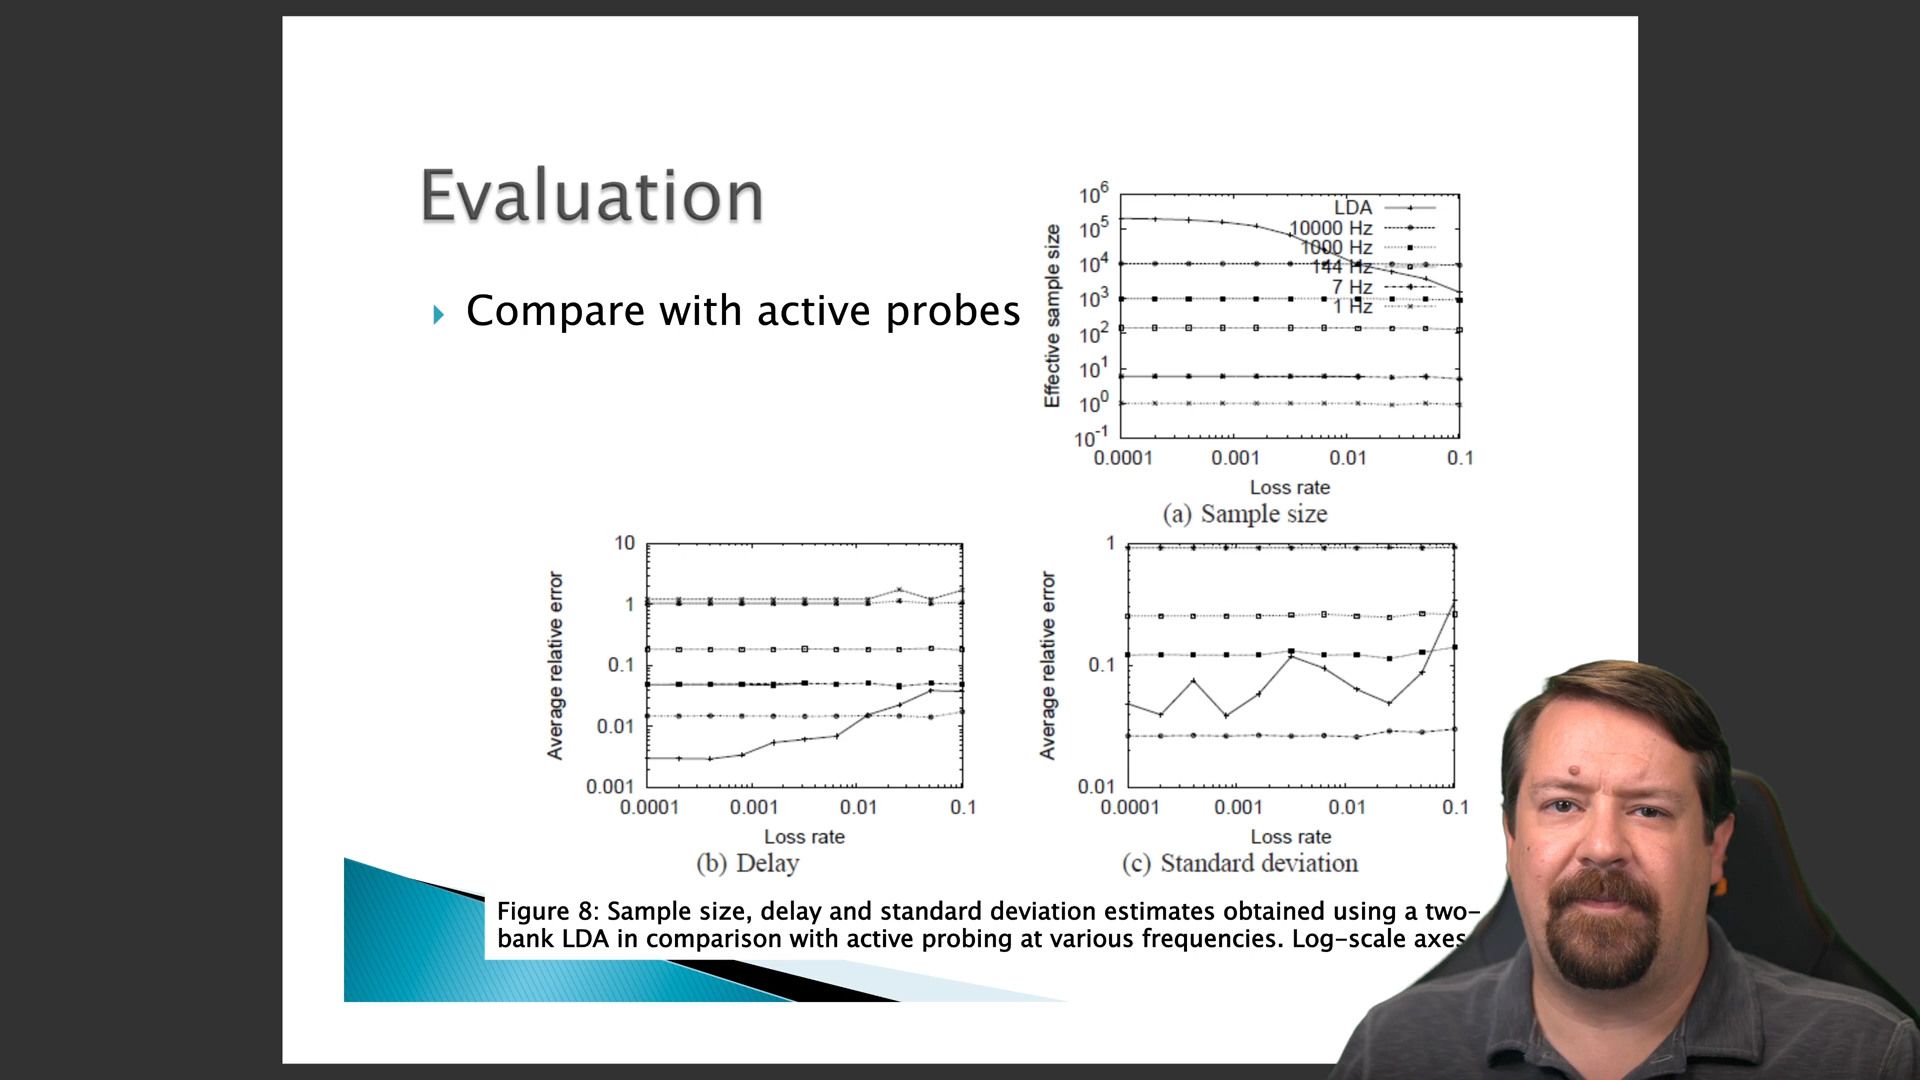 Evaluation
Compare with active probes
Effective sample size
10^6
10^5
10^4
10^3
10^2
10^1
10^0
10^-1
LDA
10000 Hz
1000 Hz
144 Hz
7 Hz
1 Hz
0.0001 0.001 0.01 0.1
Loss rate
(a) Sample size
Average relative error
10
1
0.1
0.01
0.001
0.0001 0.001 0.01 0.1
Loss rate
(b) Delay
Average relative error
1
0.1
0.01
0.0001 0.001 0.01 0.1
Loss rate
(c) Standard deviation
Figure 8: Sample size, delay and standard deviation estimates obtained using a two-
bank LDA in comparison with active probing at various frequencies. Log-scale axes